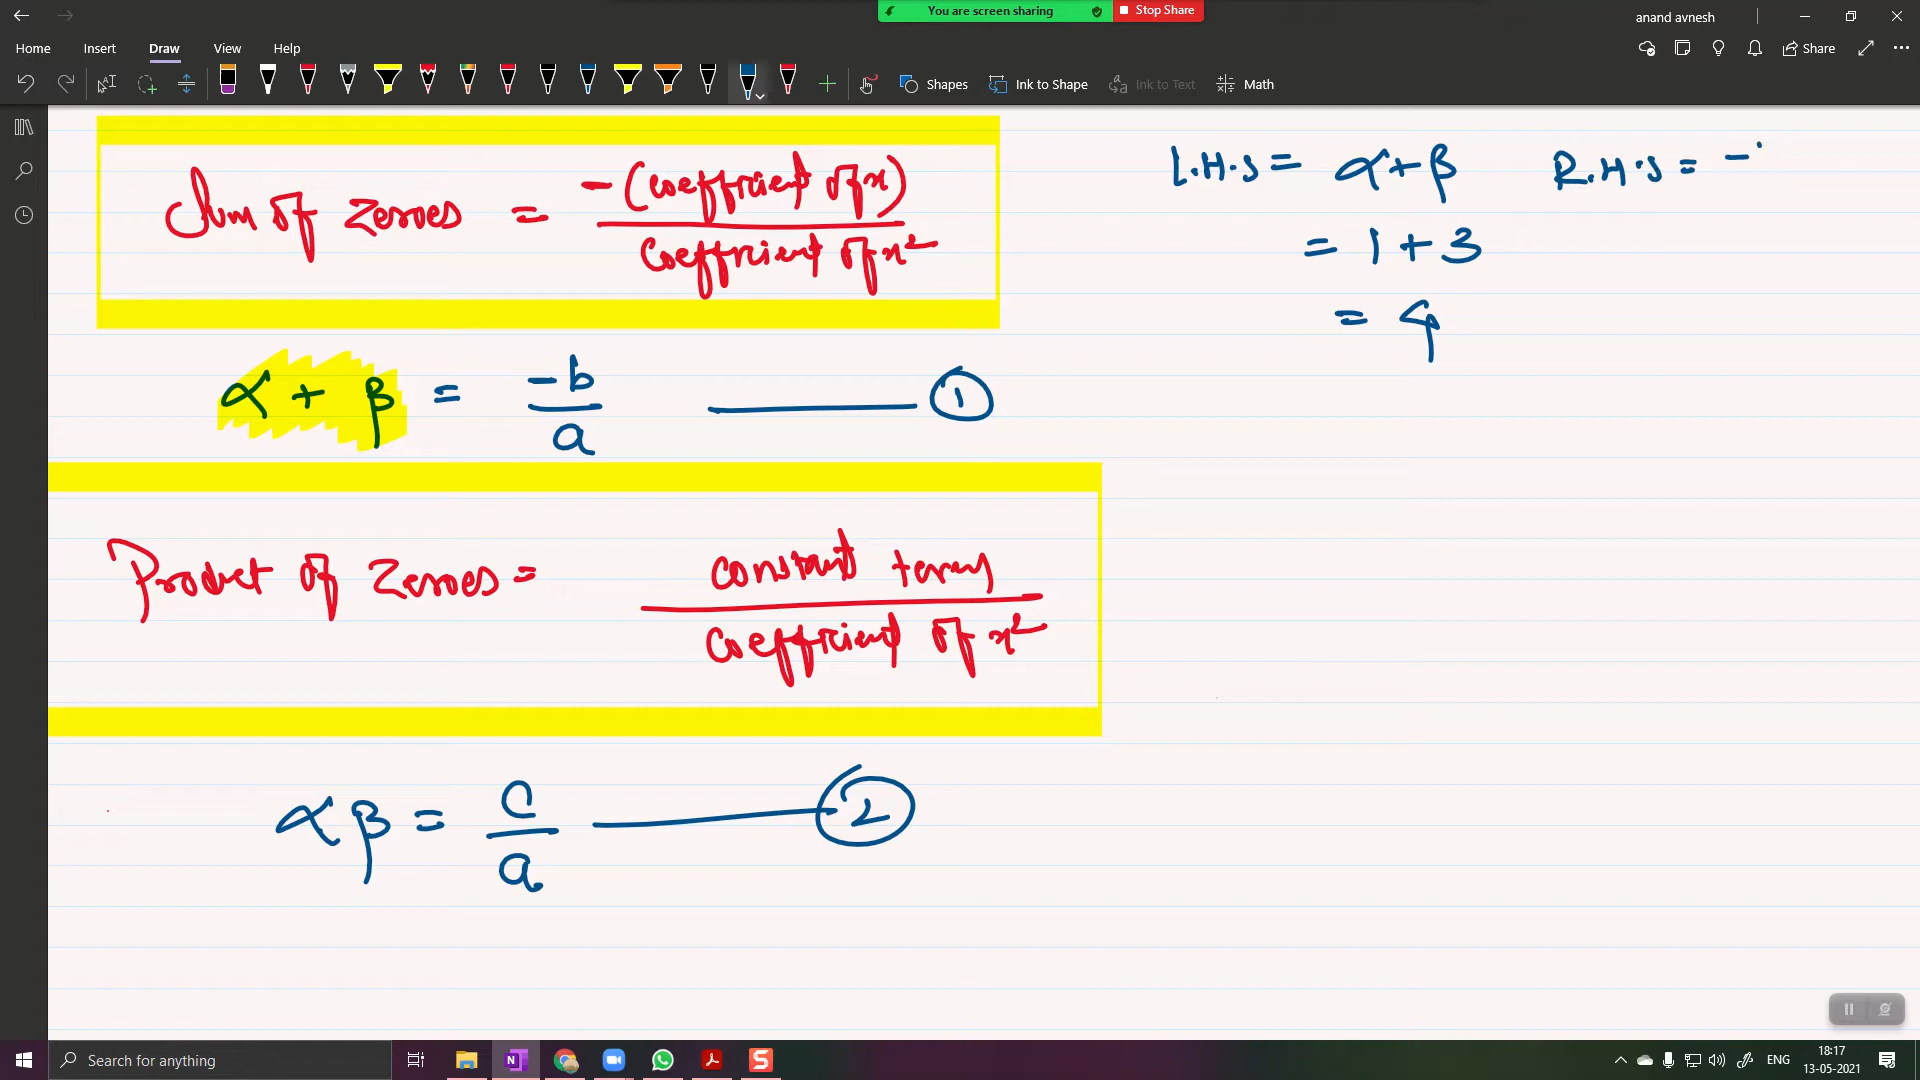 You are screen sharing
Stop Share
anand avnesh
Home Insert Draw View Help
Share
Shapes Ink to Shape Ink to Text Math
Sum of Zeroes = -(coefficient of x) / coefficient of x²
α + β = -b / a ——— ①
Product of Zeroes = constant term / coefficient of x²
αβ = c / a ——— ②
L.H.S = α+β
= 1 + 3
= 4
R.H.S = -
Search for anything
ENG
18:17
13-05-2021